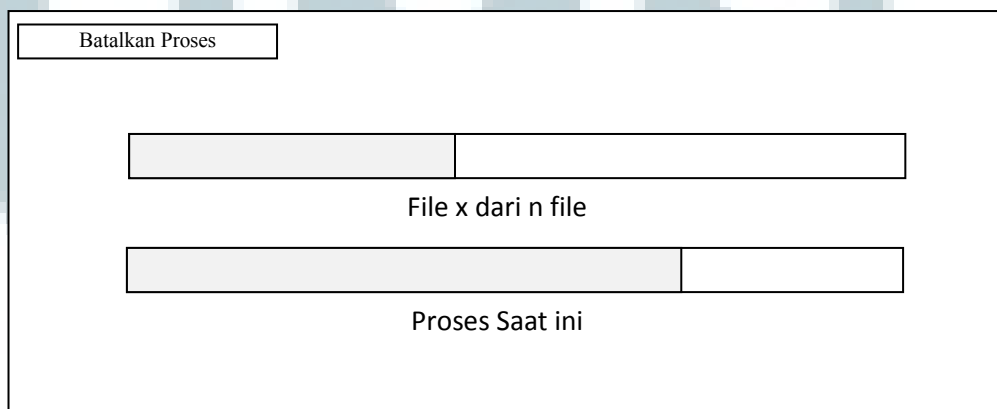 Batalkan Proses
File x dari n file
Proses Saat ini